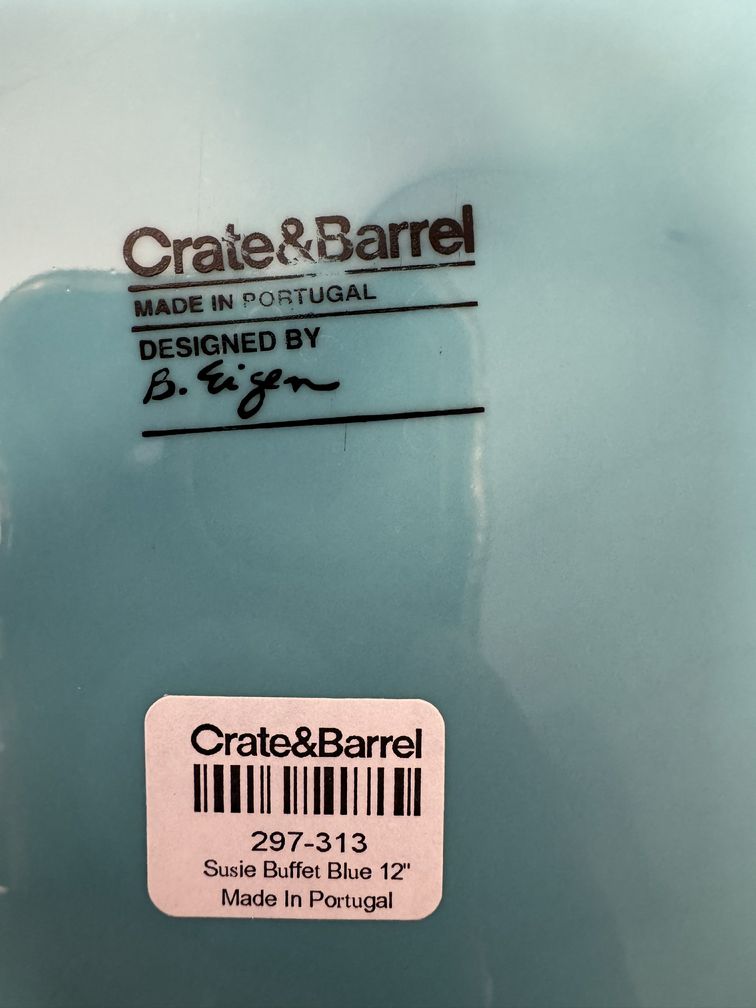 Crate&Barrel
MADE IN PORTUGAL
DESIGNED BY
B. Eigen
Crate&Barrel
297-313
Susie Buffet Blue 12"
Made In Portugal